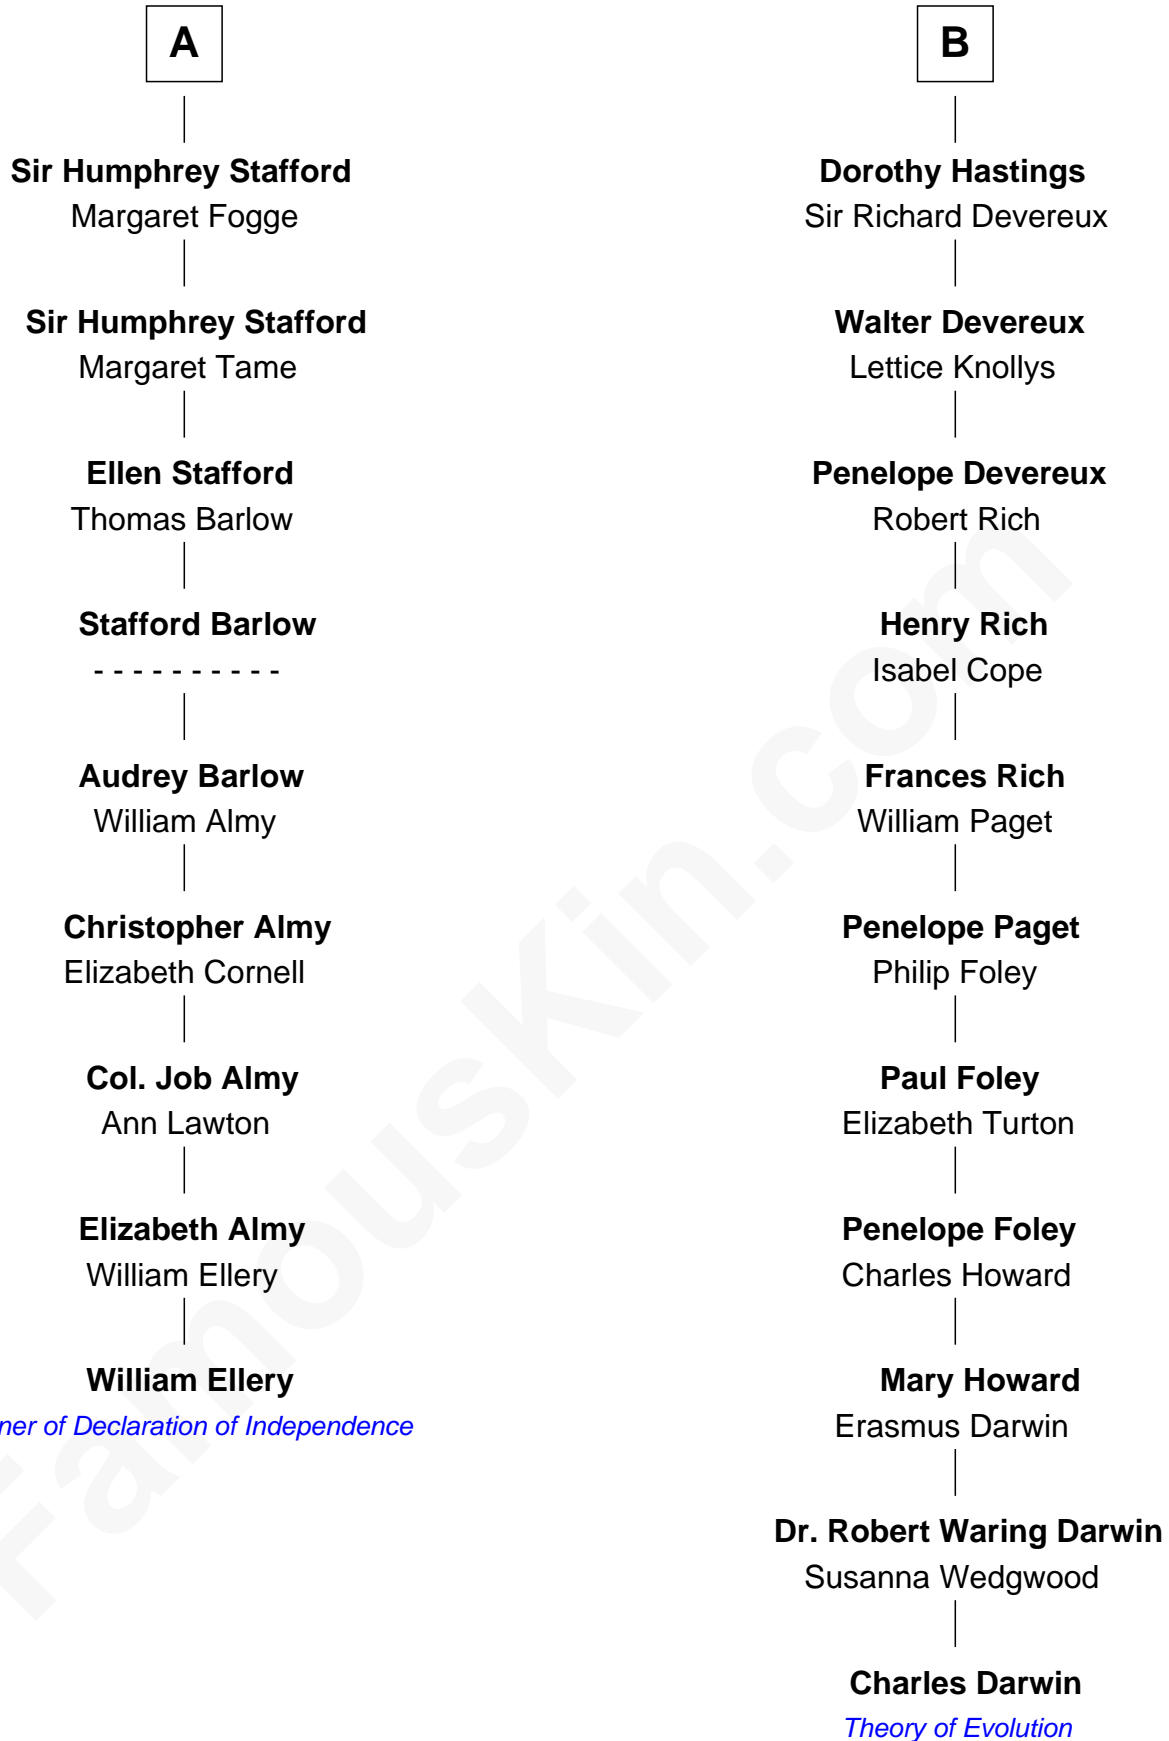 A
Sir Humphrey Stafford
Margaret Fogge
Sir Humphrey Stafford
Margaret Tame
Ellen Stafford
Thomas Barlow
Stafford Barlow
- - - - - - - - - -
Audrey Barlow
William Almy
Christopher Almy
Elizabeth Cornell
Col. Job Almy
Ann Lawton
Elizabeth Almy
William Ellery
William Ellery
of Declaration of Independence
B
Dorothy Hastings
Sir Richard Devereux
Walter Devereux
Lettice Knollys
Penelope Devereux
Robert Rich
Henry Rich
Isabel Cope
Frances Rich
William Paget
Penelope Paget
Philip Foley
Paul Foley
Elizabeth Turton
Penelope Foley
Charles Howard
Mary Howard
Erasmus Darwin
Dr. Robert Waring Darwin
Susanna Wedgwood
Charles Darwin
Theory of Evolution
FamousKin.com